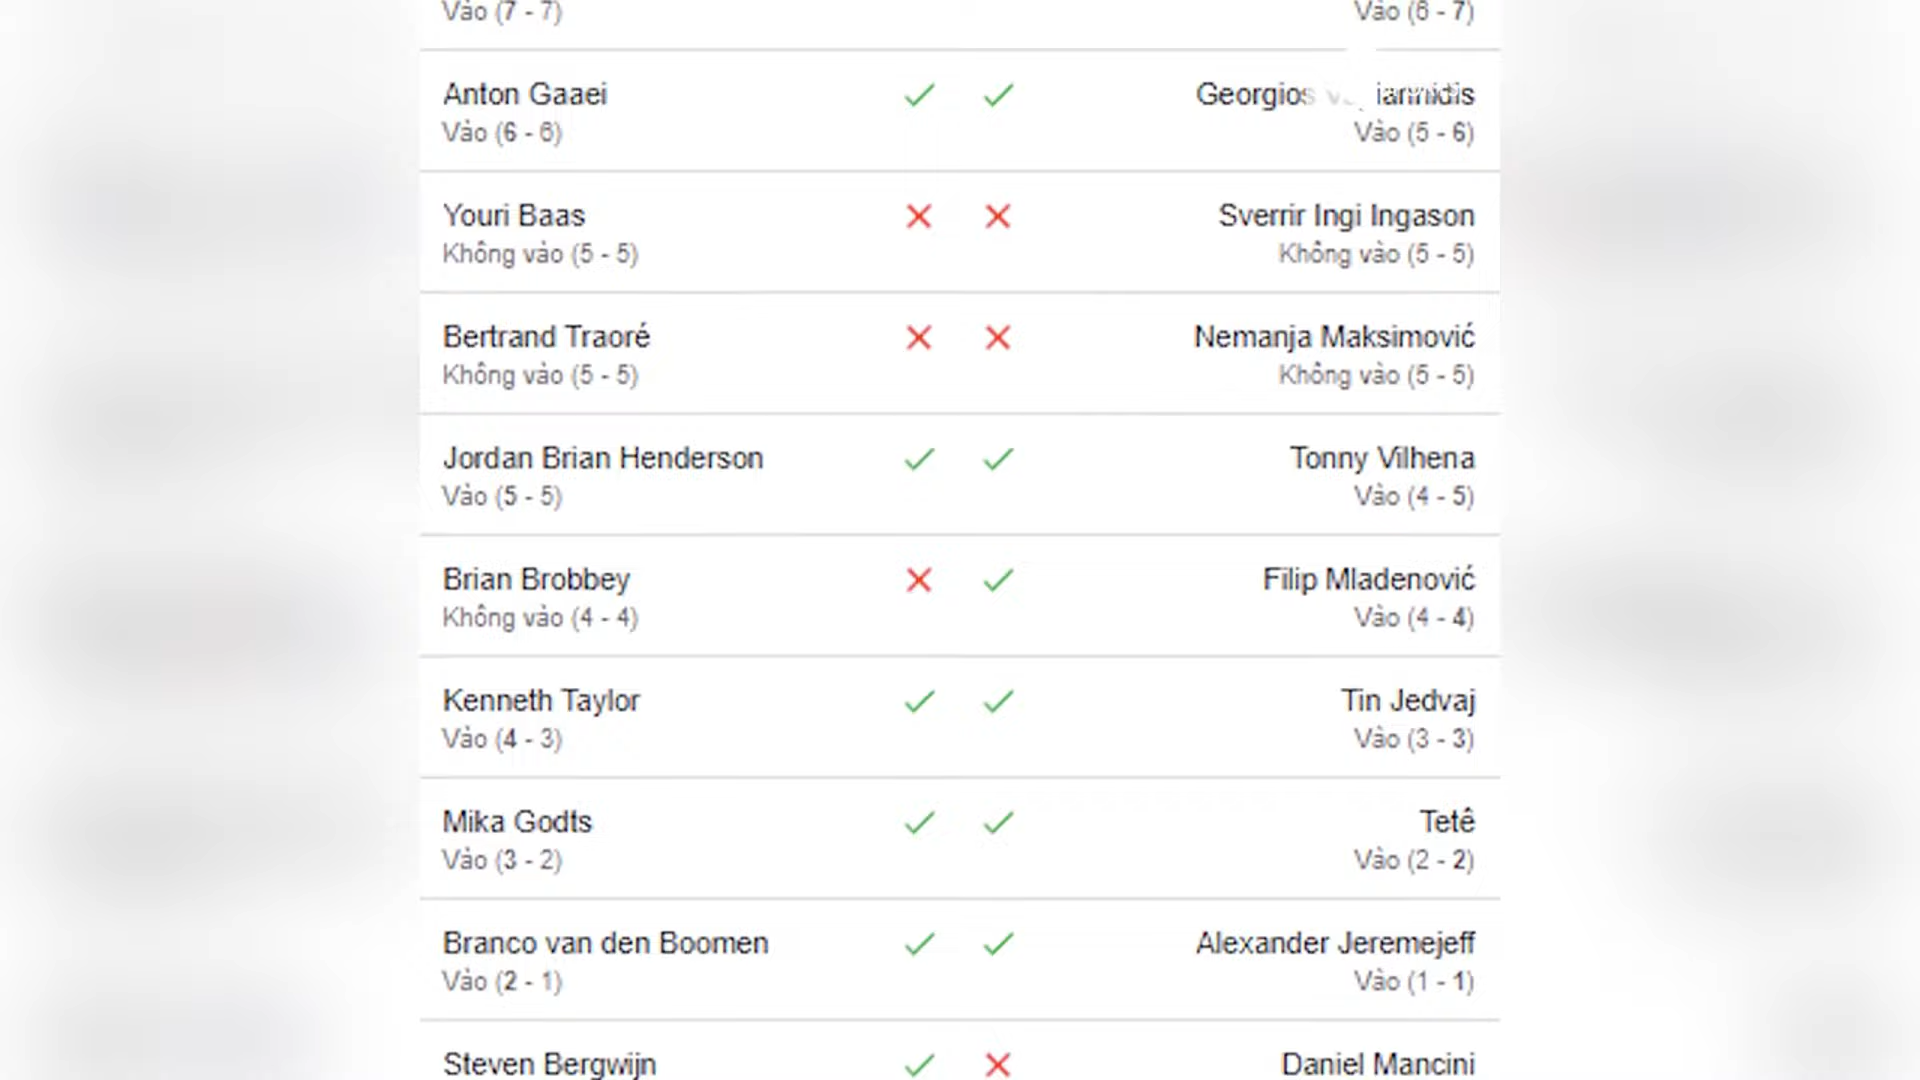 Vào (7 - 7) Vào (6 - 7)
Anton Gaaei Georgios
Vào (6 - 6) Vào (5 - 6)
Youri Baas Sverrir Ingi Ingason
Không vào (5 - 5) Không vào (5 - 5)
Bertrand Traoré Nemanja Maksimović
Không vào (5 - 5) Không vào (5 - 5)
Jordan Brian Henderson Tonny Vilhena
Vào (5 - 5) Vào (4 - 5)
Brian Brobbey Filip Mladenović
Không vào (4 - 4) Vào (4 - 4)
Kenneth Taylor Tin Jedvaj
Vào (4 - 3) Vào (3 - 3)
Mika Godts Tetê
Vào (3 - 2) Vào (2 - 2)
Branco van den Boomen Alexander Jeremejeff
Vào (2 - 1) Vào (1 - 1)
Steven Bergwijn Daniel Mancini